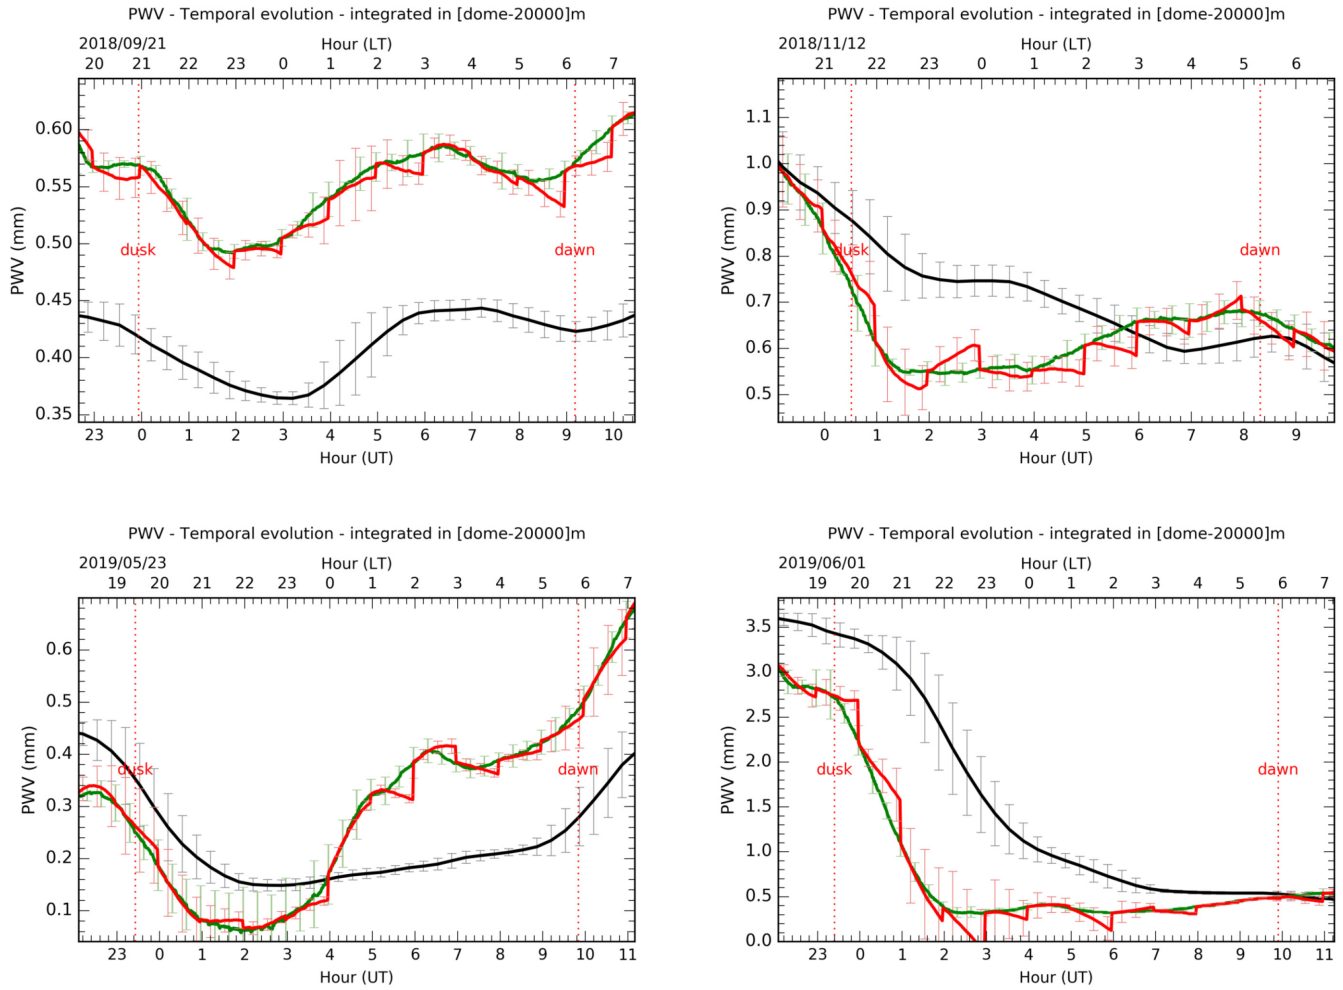 PWV - Temporal evolution - integrated in [dome-20000]m
2018/09/21 Hour (LT)
20 21 22 23 0 1 2 3 4 5 6 7
0.60
0.55
0.50
0.45
0.40
0.35
PWV (mm)
dusk dawn
23 0 1 2 3 4 5 6 7 8 9 10
Hour (UT)
PWV - Temporal evolution - integrated in [dome-20000]m
2018/11/12 Hour (LT)
21 22 23 0 1 2 3 4 5 6
1.1
1.0
0.9
0.8
0.7
0.6
0.5
PWV (mm)
dusk dawn
0 1 2 3 4 5 6 7 8 9
Hour (UT)
PWV - Temporal evolution - integrated in [dome-20000]m
2019/05/23 Hour (LT)
19 20 21 22 23 0 1 2 3 4 5 6 7
0.6
0.5
0.4
0.3
0.2
0.1
PWV (mm)
dusk dawn
23 0 1 2 3 4 5 6 7 8 9 10 11
Hour (UT)
PWV - Temporal evolution - integrated in [dome-20000]m
2019/06/01 Hour (LT)
19 20 21 22 23 0 1 2 3 4 5 6 7
3.5
3.0
2.5
2.0
1.5
1.0
0.5
0.0
PWV (mm)
dusk dawn
23 0 1 2 3 4 5 6 7 8 9 10 11
Hour (UT)